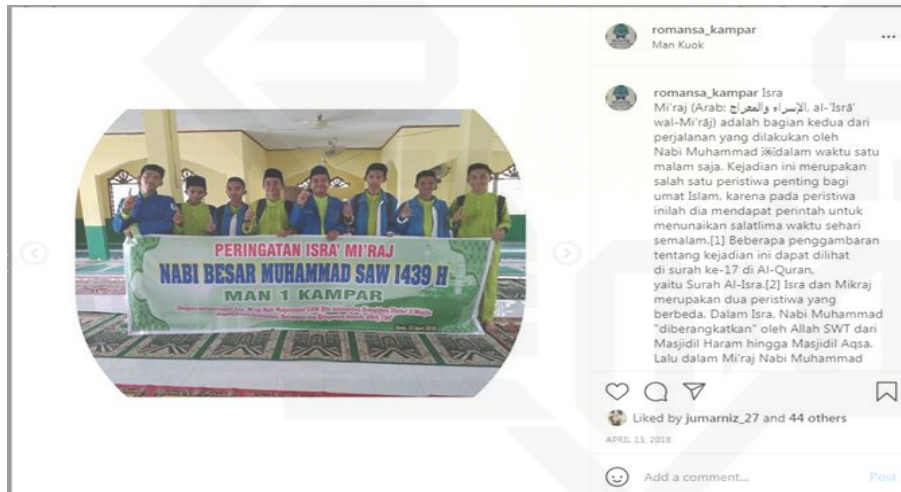 romansa_kampar
Man Kuok
romansa_kampar Isra
Mi'raj (Arab: الإسراء والمعراج, al-'Isrā'
wal-Mi'rāj) adalah bagian kedua dari
perjalanan yang dilakukan oleh
Nabi Muhammad ﷺdalam waktu satu
malam saja. Kejadian ini merupakan
salah satu peristiwa penting bagi
umat Islam, karena pada peristiwa
inilah dia mendapat perintah untuk
menunaikan salatlima waktu sehari
semalam.[1] Beberapa penggambaran
tentang kejadian ini dapat dilihat
di surah ke-17 di Al-Quran,
yaitu Surah Al-Isra.[2] Isra dan Mikraj
merupakan dua peristiwa yang
berbeda. Dalam Isra, Nabi Muhammad
"diberangkatkan" oleh Allah SWT dari
Masjidil Haram hingga Masjidil Aqsa.
Lalu dalam Mi'raj Nabi Muhammad
PERINGATAN ISRA' MI'RAJ
NABI BESAR MUHAMMAD SAW 1439 H
MAN 1 KAMPAR
Liked by jumarniz_27 and 44 others
APRIL 13, 2018
Add a comment...
Post